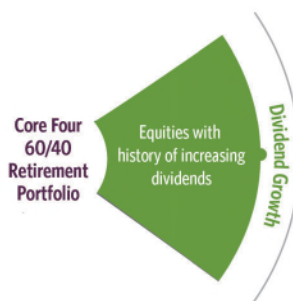 Core Four
60/40
Retirement
Portfolio
Equities with
history of increasing
dividends
Dividend Growth